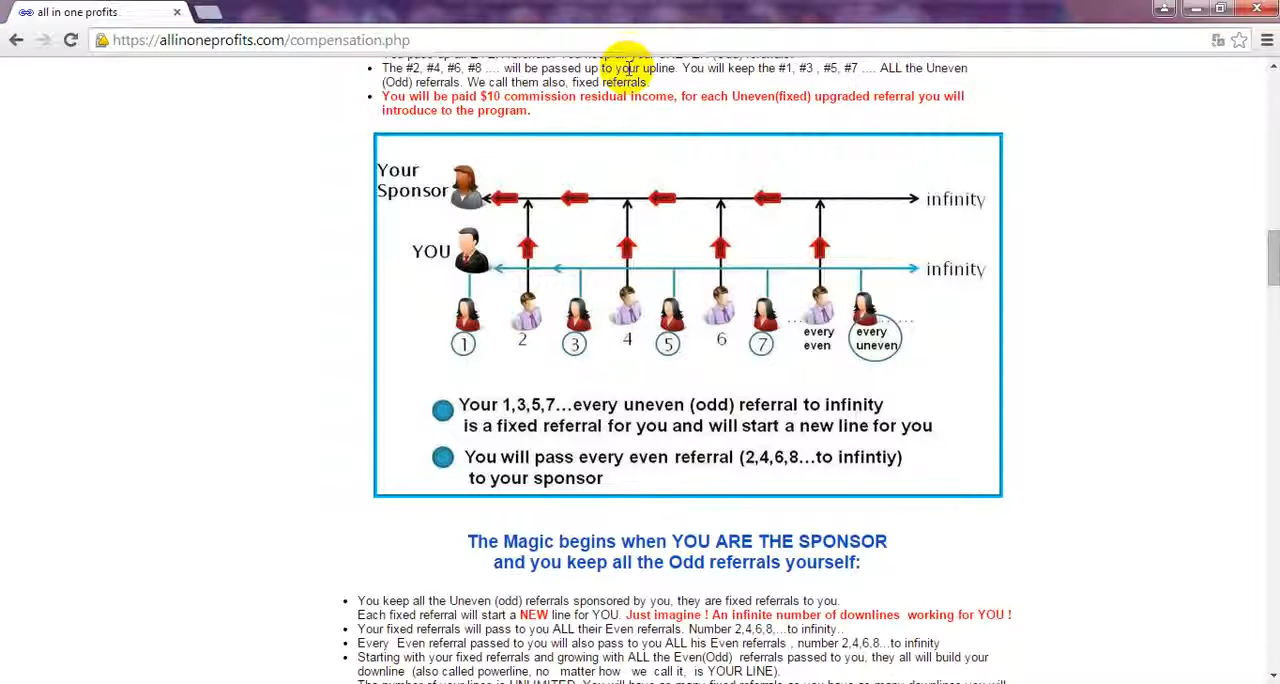 all in one profits
https://allinoneprofits.com/compensation.php
The #2, #4, #6, #8 .... will be passed up to your upline. You will keep the #1, #3 , #5, #7 .... ALL the Uneven
(Odd) referrals. We call them also, fixed referrals.
You will be paid $10 commission residual income, for each Uneven(fixed) upgraded referral you will
introduce to the program.
Your
Sponsor
infinity
YOU
infinity
1 2 3 4 5 6 7
every
even
every
uneven
Your 1,3,5,7...every uneven (odd) referral to infinity
is a fixed referral for you and will start a new line for you
You will pass every even referral (2,4,6,8...to infintiy)
to your sponsor
The Magic begins when YOU ARE THE SPONSOR
and you keep all the Odd referrals yourself:
You keep all the Uneven (odd) referrals sponsored by you, they are fixed referrals to you.
Each fixed referral will start a NEW line for YOU. Just imagine ! An infinite number of downlines working for YOU !
Your fixed referrals will pass to you ALL their Even referrals. Number 2,4,6,8,...to infinity..
Every Even referral passed to you will also pass to you ALL his Even referrals , number 2,4,6,8...to infinity
Starting with your fixed referrals and growing with ALL the Even(Odd) referrals passed to you, they all will build your
downline (also called powerline, no matter how we call it, is YOUR LINE).